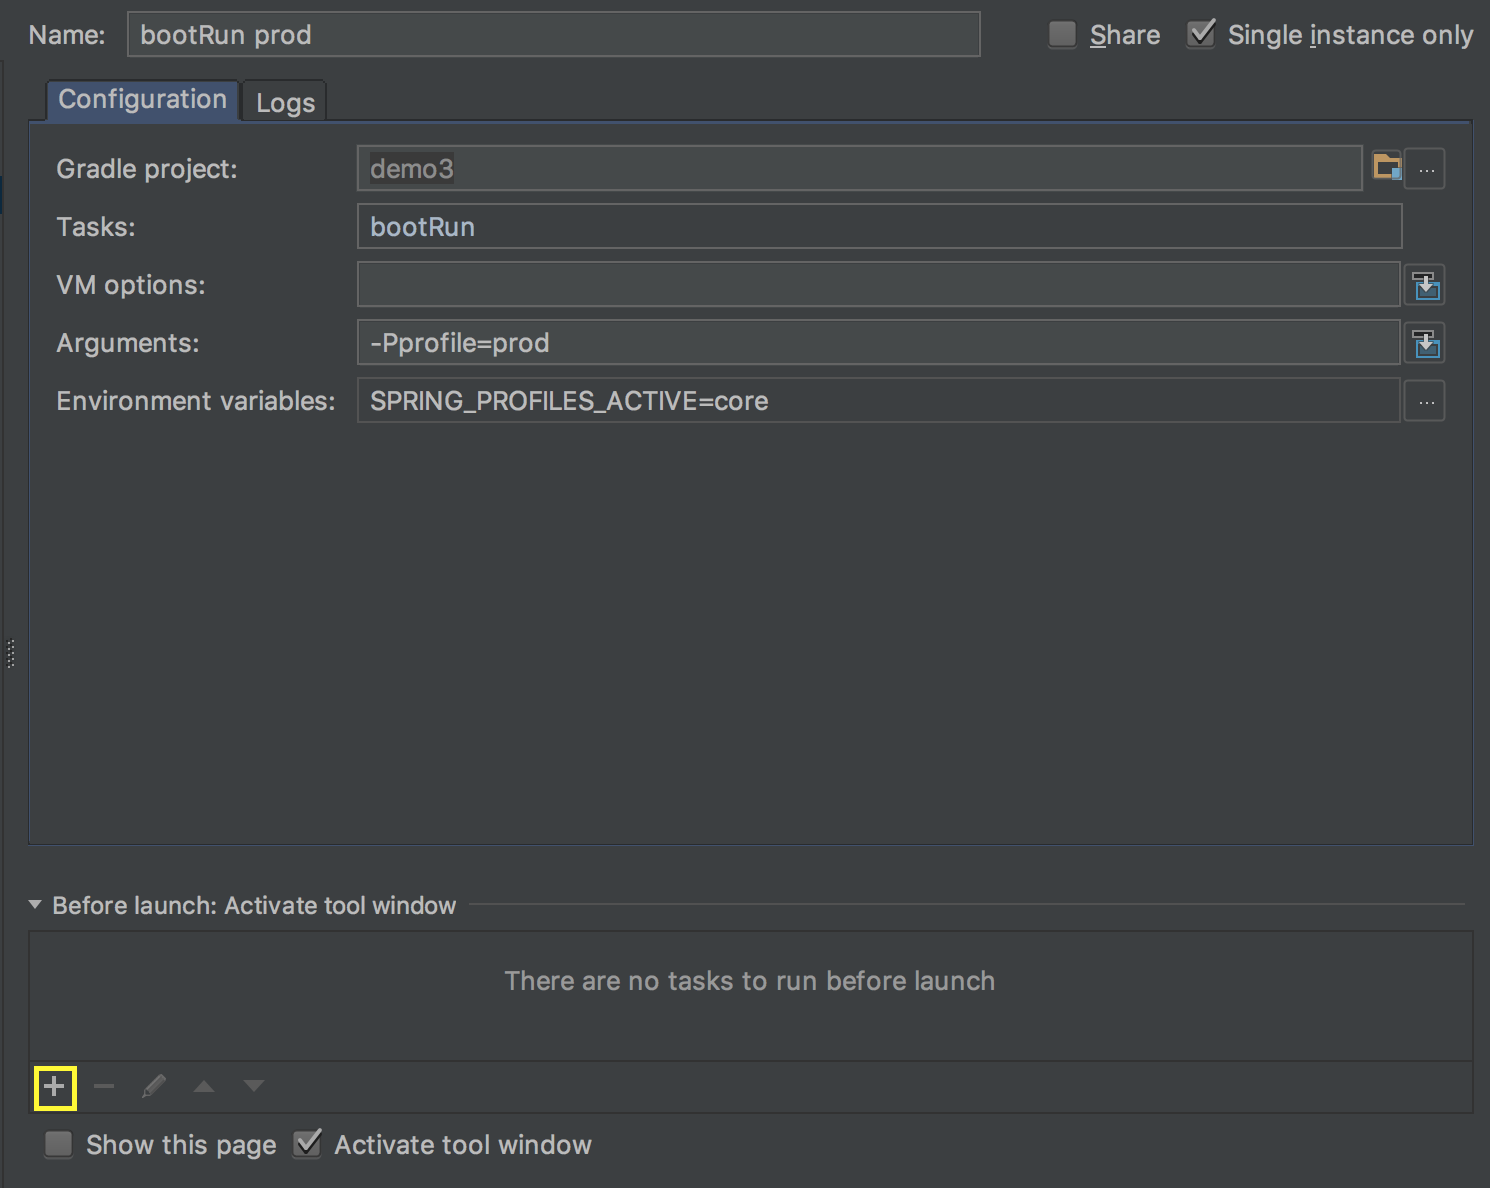 Name: bootRun prod Share Single instance only
Configuration Logs
Gradle project: demo3 ...
Tasks: bootRun
VM options:
Arguments: -Pprofile=prod
Environment variables: SPRING_PROFILES_ACTIVE=core ...
Before launch: Activate tool window
There are no tasks to run before launch
Show this page Activate tool window